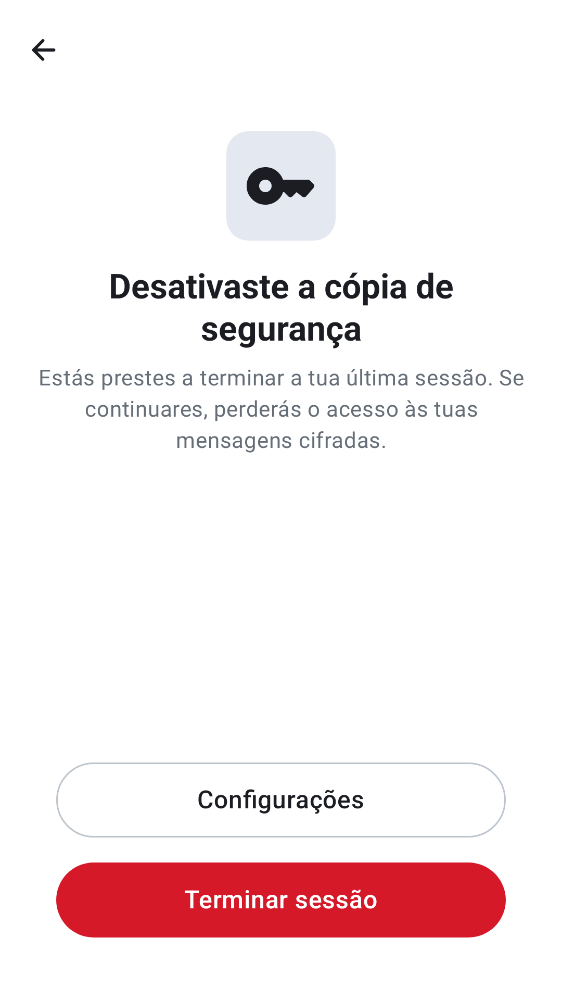 Desativaste a cópia de
segurança
Estás prestes a terminar a tua última sessão. Se
continuares, perderás o acesso às tuas
mensagens cifradas.
Configurações
Terminar sessão